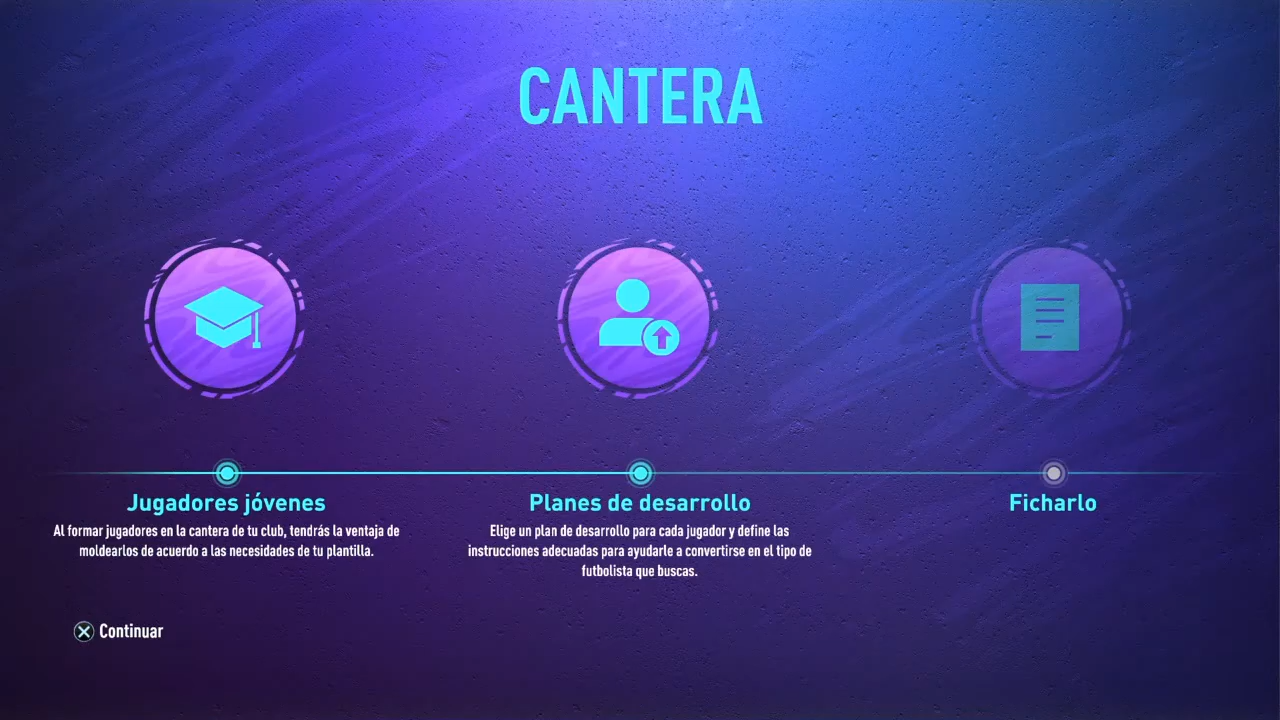 CANTERA
Jugadores jóvenes
Al formar jugadores en la cantera de tu club, tendrás la ventaja de
moldearlos de acuerdo a las necesidades de tu plantilla.
Planes de desarrollo
Elige un plan de desarrollo para cada jugador y define las
instrucciones adecuadas para ayudarle a convertirse en el tipo de
futbolista que buscas.
Ficharlo
Continuar